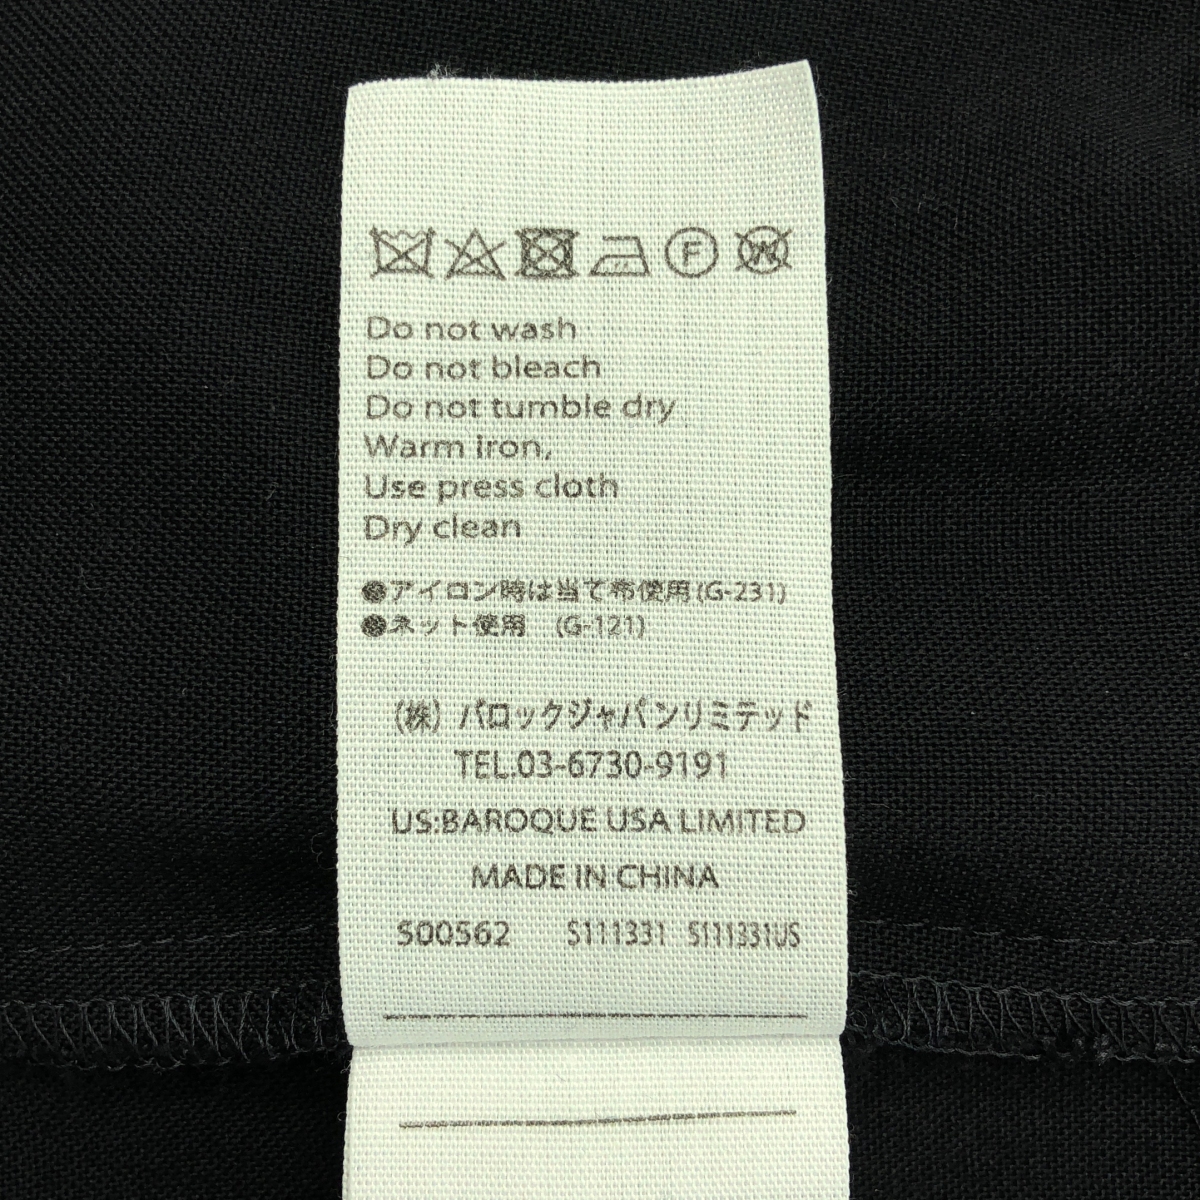 F W
Do not wash
Do not bleach
Do not tumble dry
Warm iron,
Use press cloth
Dry clean
●アイロン時は当て布使用(G-231)
●ネット使用 (G-121)
(株) バロックジャパンリミテッド
TEL.03-6730-9191
US:BAROQUE USA LIMITED
MADE IN CHINA
S00562 S111331 S111331US